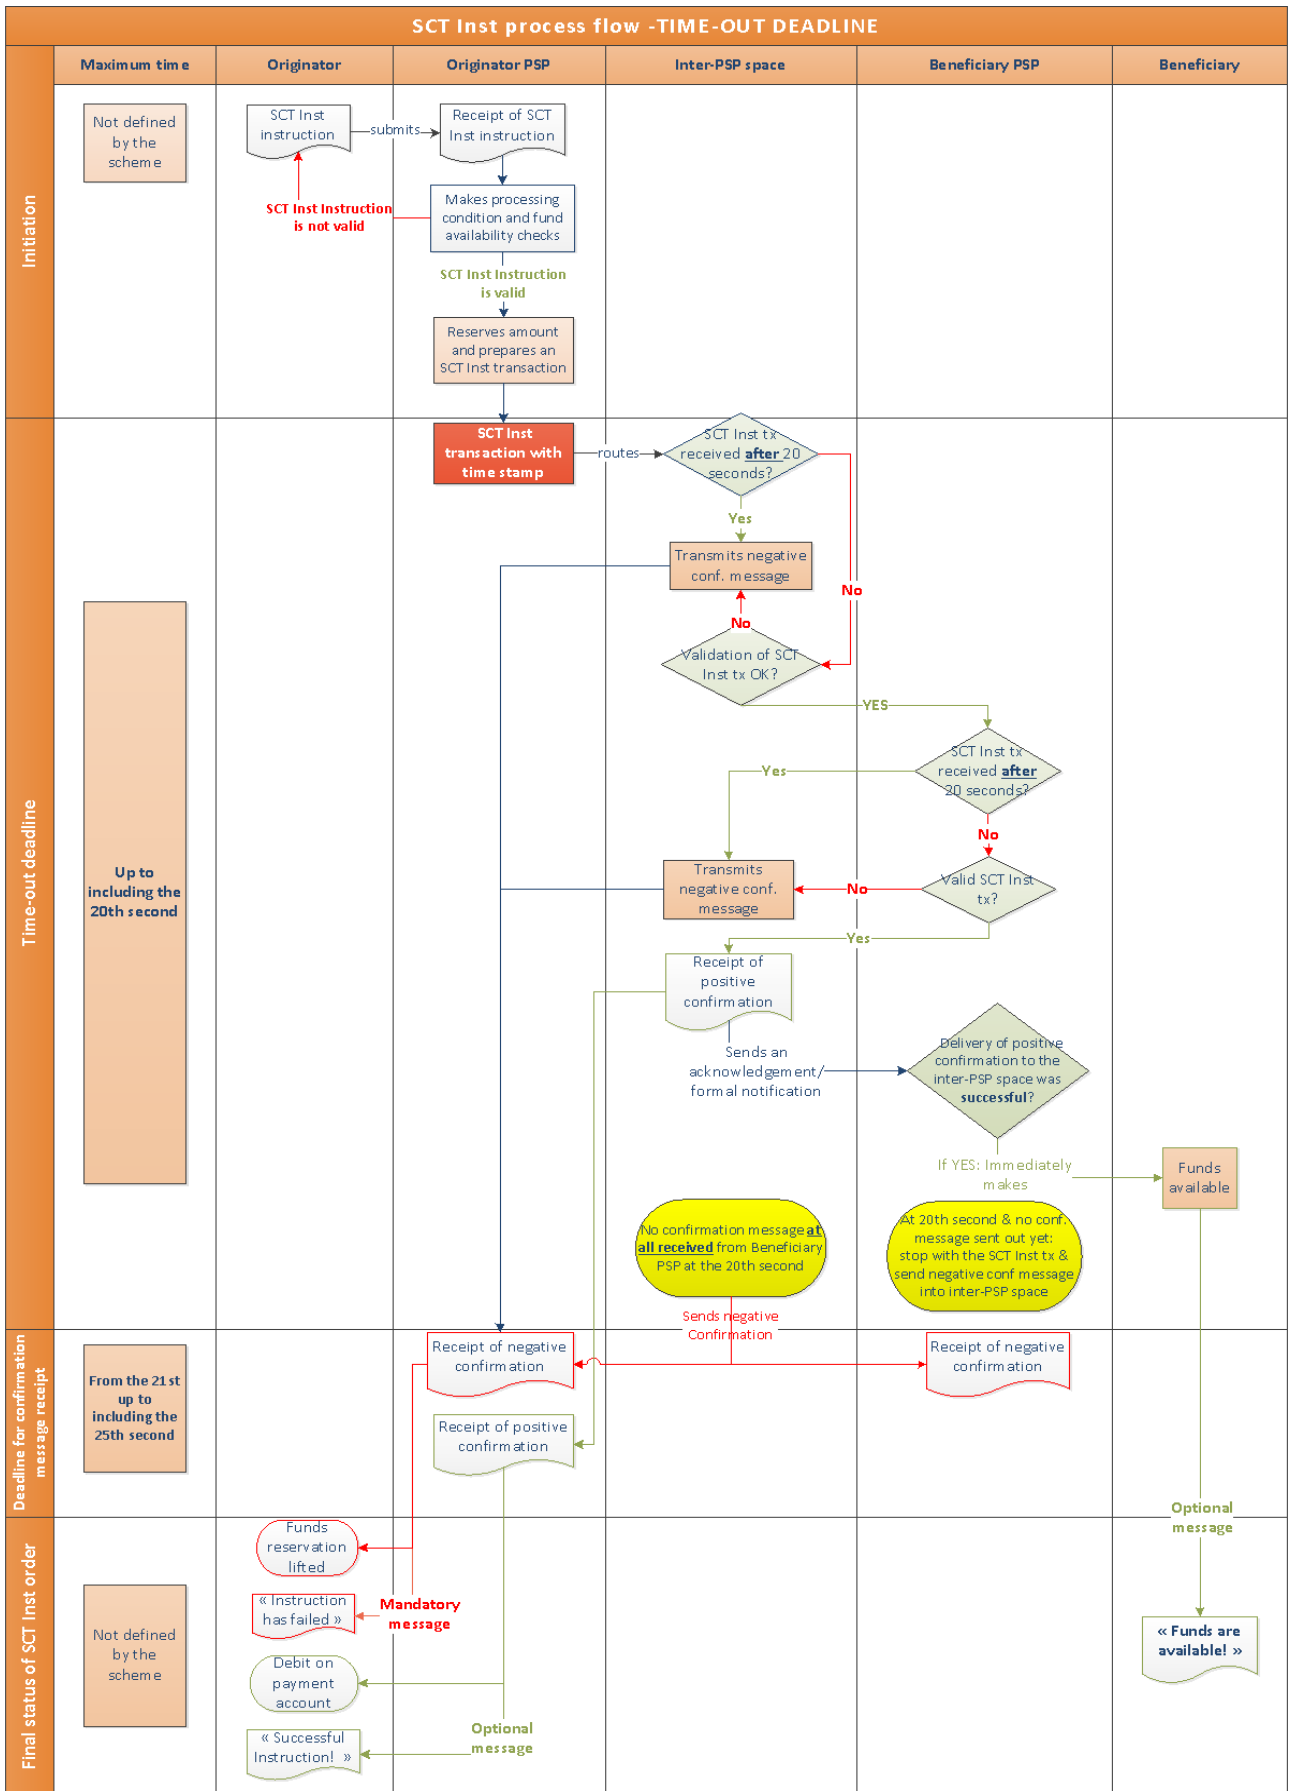 SCT Inst process flow -TIME-OUT DEADLINE
Maximum time
Originator
Originator PSP
Inter-PSP space
Beneficiary PSP
Beneficiary
Initiation
Not defined
by the
scheme
SCT Inst
instruction
submits
Receipt of SCT
Inst instruction
Makes processing
condition and fund
availability checks
SCT Inst Instruction
is not valid
SCT Inst Instruction
is valid
Reserves amount
and prepares an
SCT Inst transaction
Time-out deadline
Up to
including the
20th second
SCT Inst
transaction with
time stamp
routes
SCT Inst tx
received after 20
seconds?
Yes
No
Transmits negative
conf. message
No
Validation of SCT
Inst tx OK?
YES
SCT Inst tx
received after
20 seconds?
Yes
No
Transmits
negative conf.
message
No
Valid SCT Inst
tx?
Yes
Receipt of
positive
confirmation
Sends an
acknowledgement/
formal notification
Delivery of positive
confirmation to the
inter-PSP space was
successful?
If YES: Immediately
makes
Funds
available
No confirmation message at
all received from Beneficiary
PSP at the 20th second
At 20th second & no conf.
message sent out yet:
stop with the SCT Inst tx &
send negative conf message
into inter-PSP space
Sends negative
Confirmation
Deadline for confirmation
message receipt
From the 21st
up to
including the
25th second
Receipt of negative
confirmation
Receipt of negative
confirmation
Receipt of positive
confirmation
Optional
message
Final status of SCT Inst order
Not defined
by the
scheme
Funds
reservation
lifted
« Instruction
has failed »
Mandatory
message
Debit on
payment
account
« Successful
Instruction! »
Optional
message
« Funds are
available! »